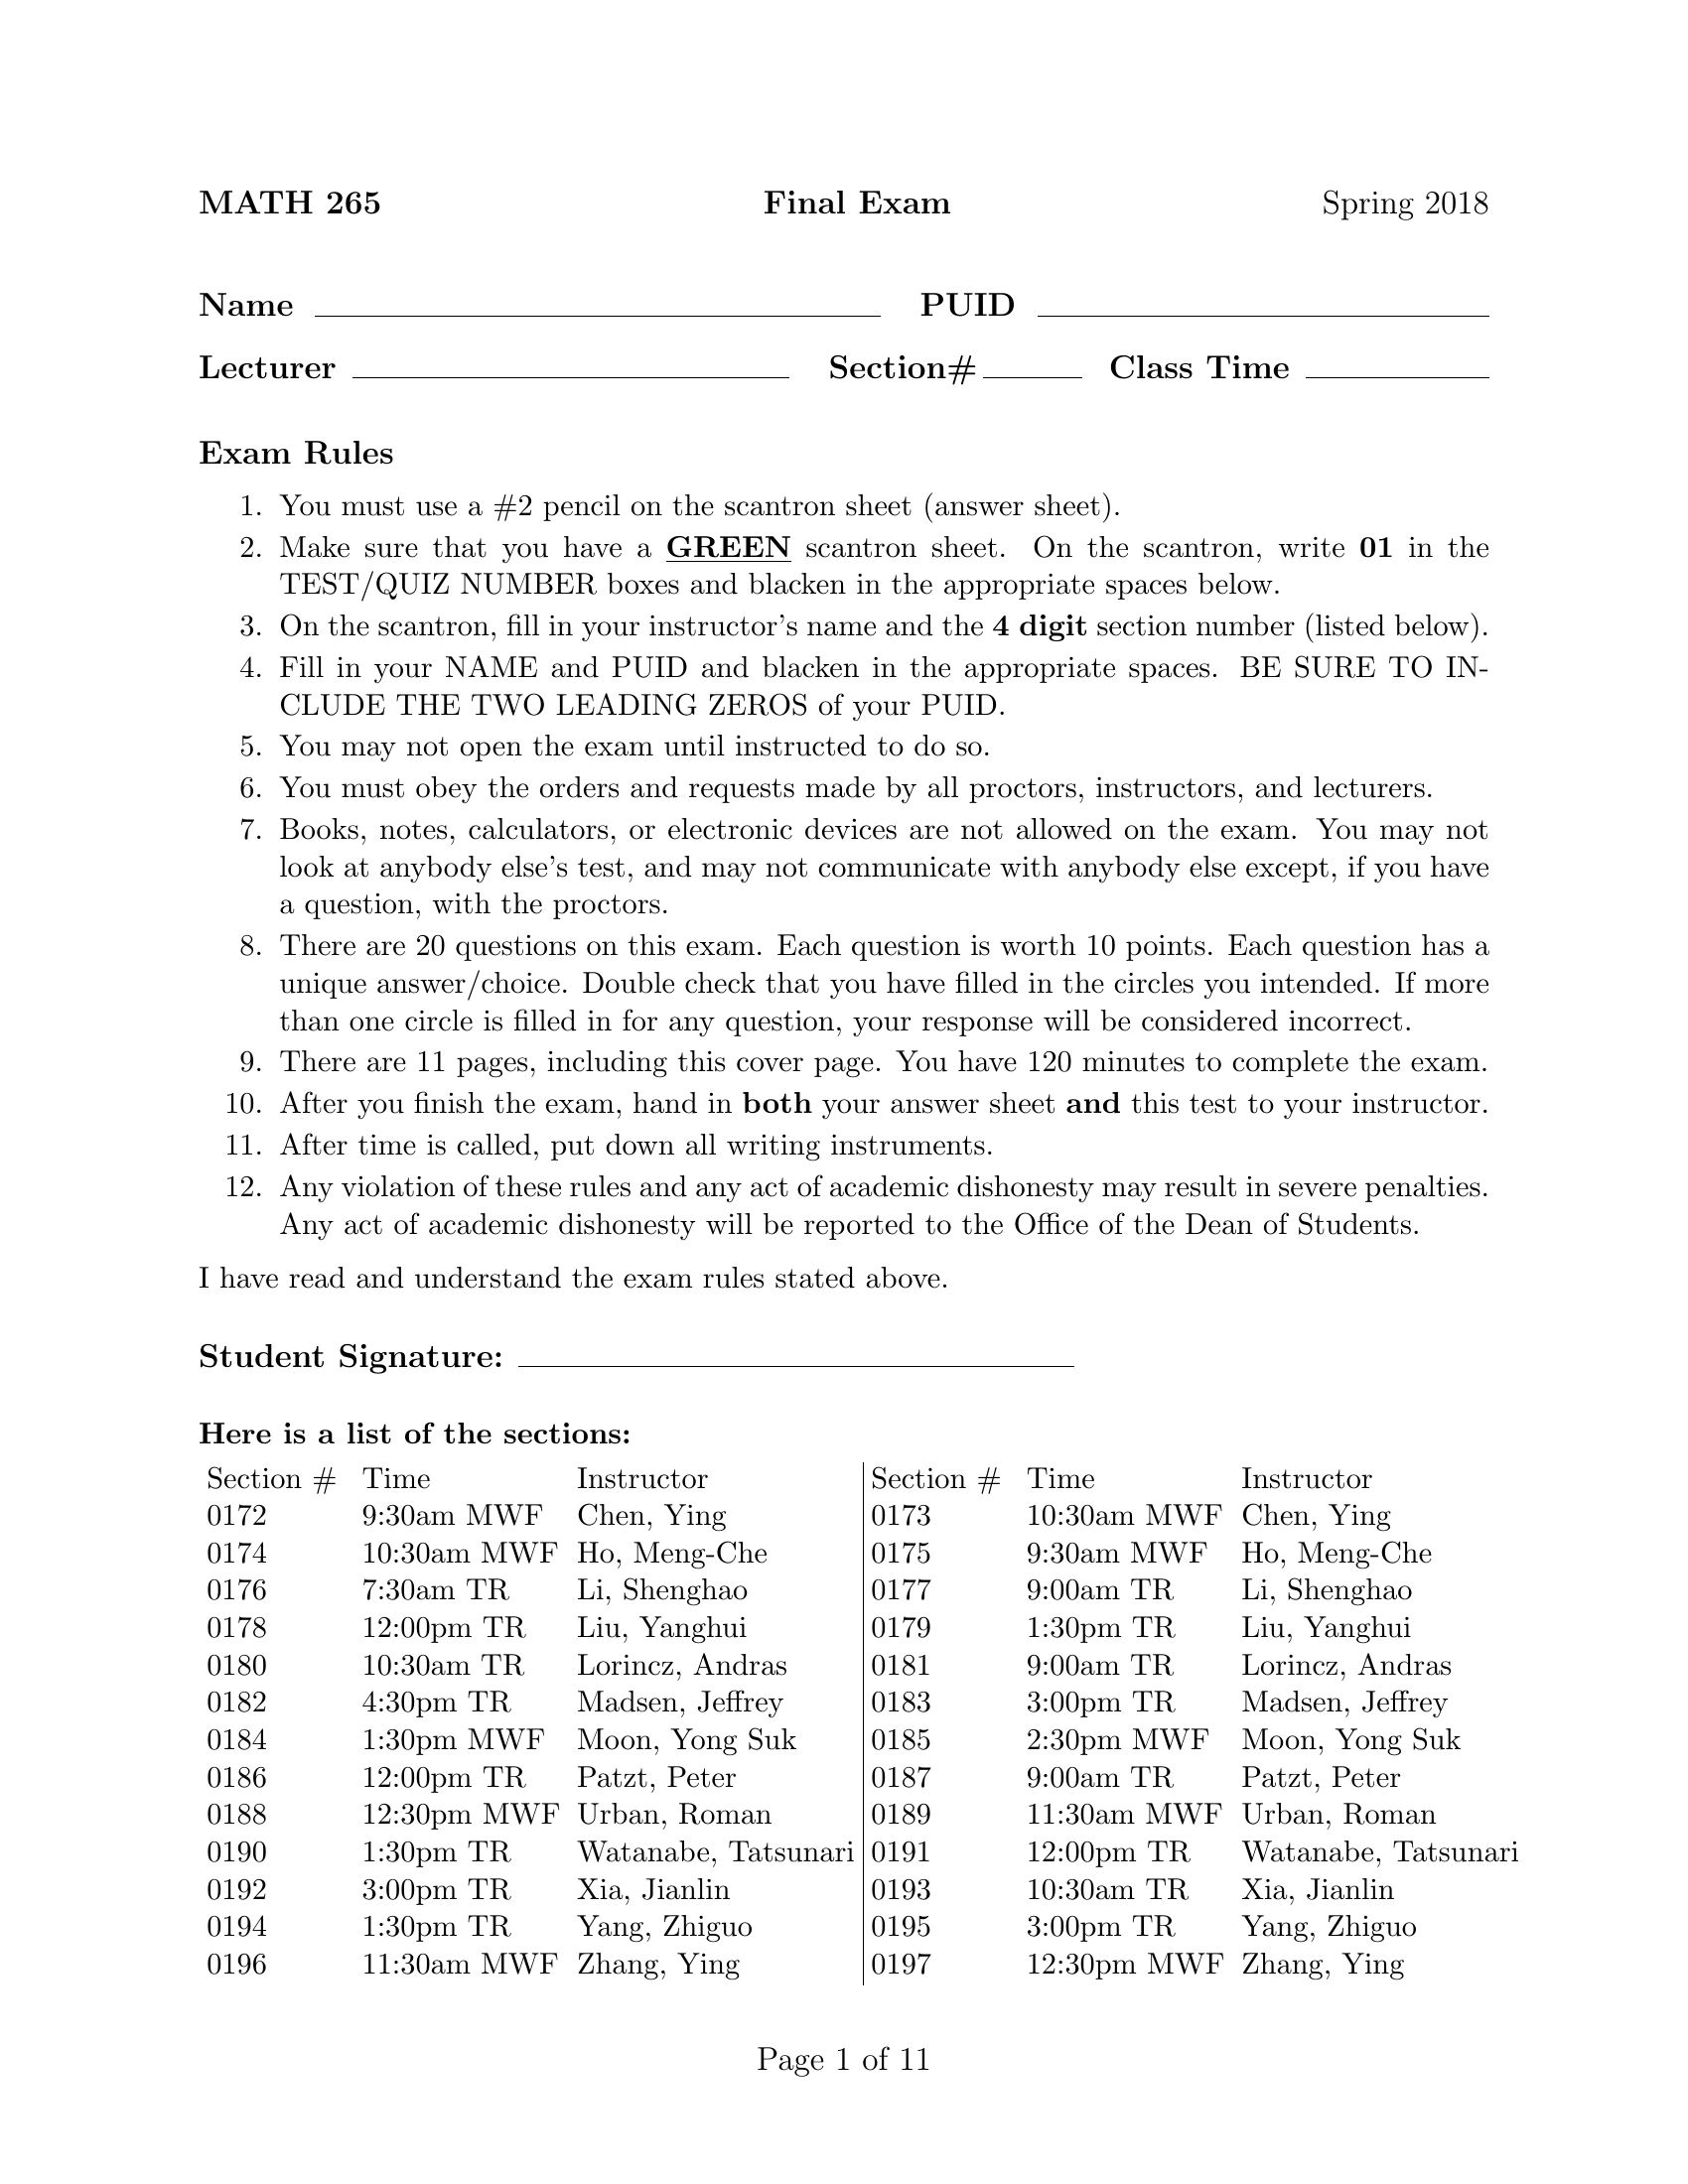 MATH 265 Final Exam Spring 2018
Name PUID
Lecturer Section# Class Time
Exam Rules
1. You must use a #2 pencil on the scantron sheet (answer sheet).
2. Make sure that you have a GREEN scantron sheet. On the scantron, write 01 in the
TEST/QUIZ NUMBER boxes and blacken in the appropriate spaces below.
3. On the scantron, fill in your instructor's name and the 4 digit section number (listed below).
4. Fill in your NAME and PUID and blacken in the appropriate spaces. BE SURE TO IN-
CLUDE THE TWO LEADING ZEROS of your PUID.
5. You may not open the exam until instructed to do so.
6. You must obey the orders and requests made by all proctors, instructors, and lecturers.
7. Books, notes, calculators, or electronic devices are not allowed on the exam. You may not
look at anybody else's test, and may not communicate with anybody else except, if you have
a question, with the proctors.
8. There are 20 questions on this exam. Each question is worth 10 points. Each question has a
unique answer/choice. Double check that you have filled in the circles you intended. If more
than one circle is filled in for any question, your response will be considered incorrect.
9. There are 11 pages, including this cover page. You have 120 minutes to complete the exam.
10. After you finish the exam, hand in both your answer sheet and this test to your instructor.
11. After time is called, put down all writing instruments.
12. Any violation of these rules and any act of academic dishonesty may result in severe penalties.
Any act of academic dishonesty will be reported to the Office of the Dean of Students.
I have read and understand the exam rules stated above.
Student Signature:
Here is a list of the sections:
Section # Time Instructor Section # Time Instructor
0172 9:30am MWF Chen, Ying 0173 10:30am MWF Chen, Ying
0174 10:30am MWF Ho, Meng-Che 0175 9:30am MWF Ho, Meng-Che
0176 7:30am TR Li, Shenghao 0177 9:00am TR Li, Shenghao
0178 12:00pm TR Liu, Yanghui 0179 1:30pm TR Liu, Yanghui
0180 10:30am TR Lorincz, Andras 0181 9:00am TR Lorincz, Andras
0182 4:30pm TR Madsen, Jeffrey 0183 3:00pm TR Madsen, Jeffrey
0184 1:30pm MWF Moon, Yong Suk 0185 2:30pm MWF Moon, Yong Suk
0186 12:00pm TR Patzt, Peter 0187 9:00am TR Patzt, Peter
0188 12:30pm MWF Urban, Roman 0189 11:30am MWF Urban, Roman
0190 1:30pm TR Watanabe, Tatsunari 0191 12:00pm TR Watanabe, Tatsunari
0192 3:00pm TR Xia, Jianlin 0193 10:30am TR Xia, Jianlin
0194 1:30pm TR Yang, Zhiguo 0195 3:00pm TR Yang, Zhiguo
0196 11:30am MWF Zhang, Ying 0197 12:30pm MWF Zhang, Ying
Page 1 of 11